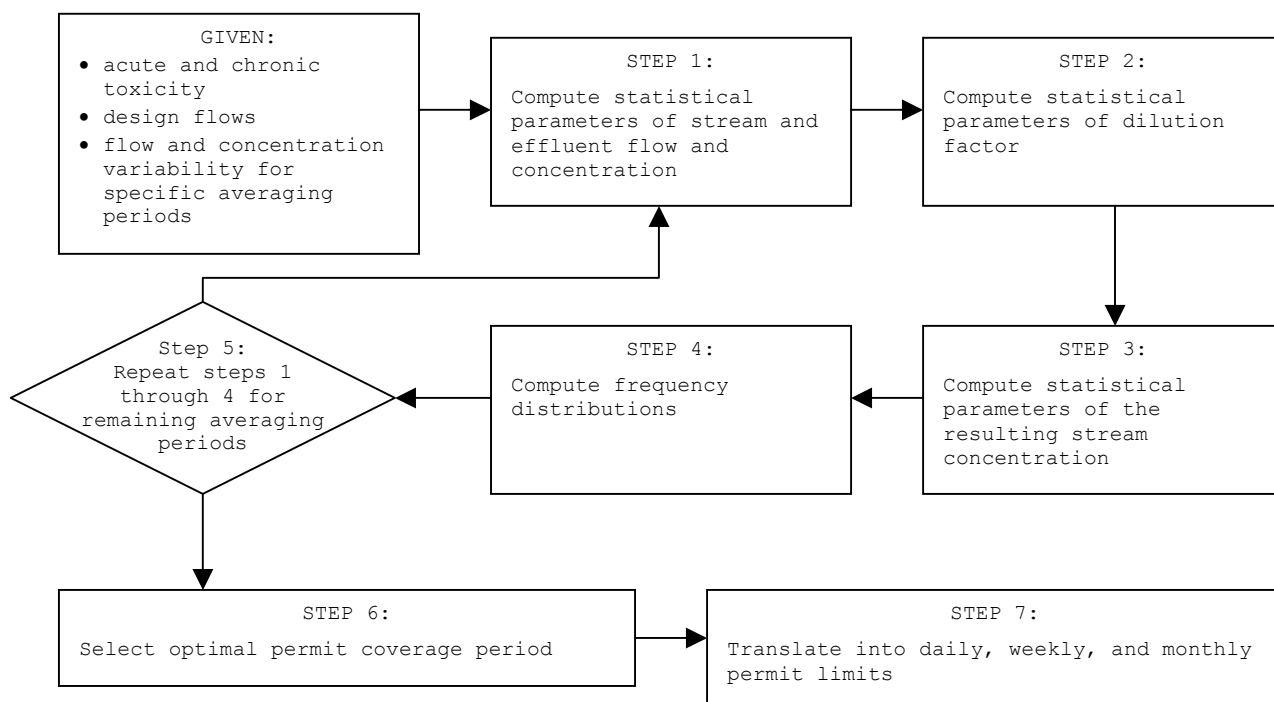 GIVEN:
• acute and chronic
toxicity
• design flows
• flow and concentration
variability for
specific averaging
periods
STEP 1:
Compute statistical
parameters of stream and
effluent flow and
concentration
STEP 2:
Compute statistical
parameters of dilution
factor
STEP 3:
Compute statistical
parameters of the
resulting stream
concentration
STEP 4:
Compute frequency
distributions
Step 5:
Repeat steps 1
through 4 for
remaining averaging
periods
STEP 6:
Select optimal permit coverage period
STEP 7:
Translate into daily, weekly, and monthly
permit limits